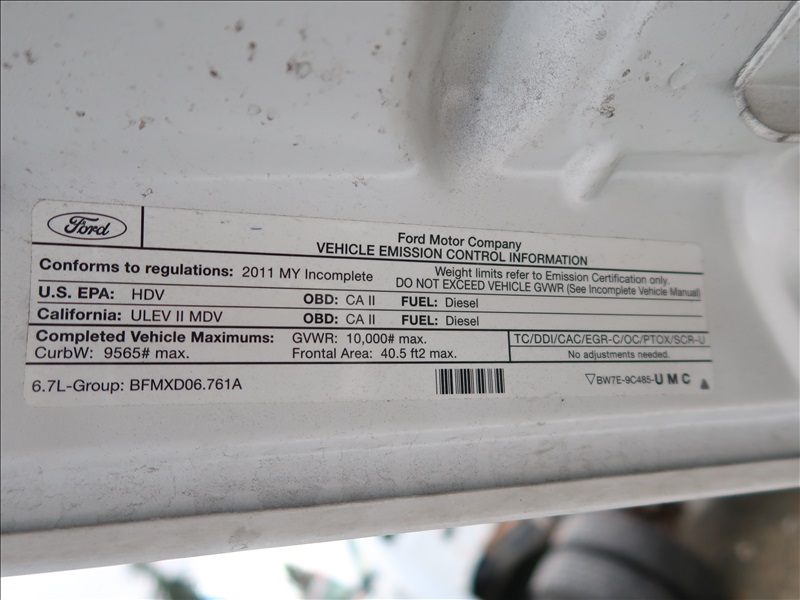 Ford
Ford Motor Company
VEHICLE EMISSION CONTROL INFORMATION
Conforms to regulations: 2011 MY Incomplete
Weight limits refer to Emission Certification only.
DO NOT EXCEED VEHICLE GVWR (See Incomplete Vehicle Manual)
U.S. EPA: HDV OBD: CA II FUEL: Diesel
California: ULEV II MDV OBD: CA II FUEL: Diesel
Completed Vehicle Maximums: GVWR: 10,000# max.
CurbW: 9565# max. Frontal Area: 40.5 ft2 max.
TC/DDI/CAC/EGR-C/OC/PTOX/SCR-U
No adjustments needed.
6.7L-Group: BFMXD06.761A
BW7E-9C485-UMC